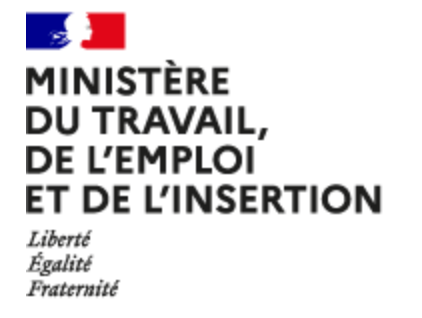 MINISTÈRE
DU TRAVAIL,
DE L’EMPLOI
ET DE L’INSERTION
Liberté
Égalité
Fraternité